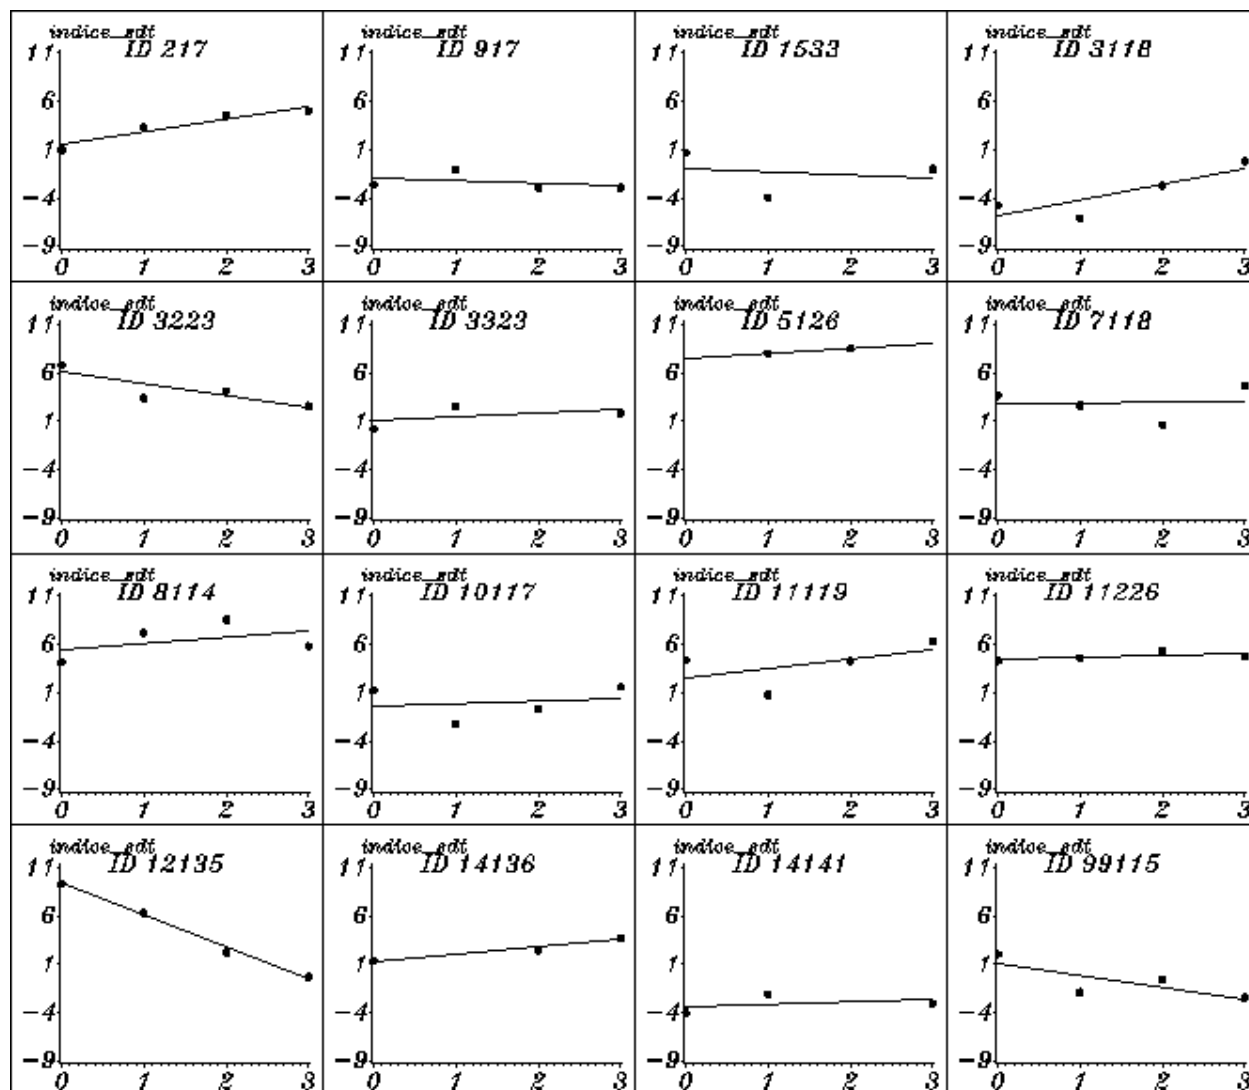 indice_sdt indice_sdt indice_sdt indice_sdt
ID 217 ID 917 ID 1533 ID 3118
11 11 11 11
6 6 6 6
1 1 1 1
-4 -4 -4 -4
-9 -9 -9 -9
0 1 2 3 0 1 2 3 0 1 2 3 0 1 2 3
indice_sdt indice_sdt indice_sdt indice_sdt
ID 3223 ID 3323 ID 5126 ID 7118
11 11 11 11
6 6 6 6
1 1 1 1
-4 -4 -4 -4
-9 -9 -9 -9
0 1 2 3 0 1 2 3 0 1 2 3 0 1 2 3
indice_sdt indice_sdt indice_sdt indice_sdt
ID 8114 ID 10117 ID 11119 ID 11226
11 11 11 11
6 6 6 6
1 1 1 1
-4 -4 -4 -4
-9 -9 -9 -9
0 1 2 3 0 1 2 3 0 1 2 3 0 1 2 3
indice_sdt indice_sdt indice_sdt indice_sdt
ID 12135 ID 14136 ID 14141 ID 99115
11 11 11 11
6 6 6 6
1 1 1 1
-4 -4 -4 -4
-9 -9 -9 -9
0 1 2 3 0 1 2 3 0 1 2 3 0 1 2 3